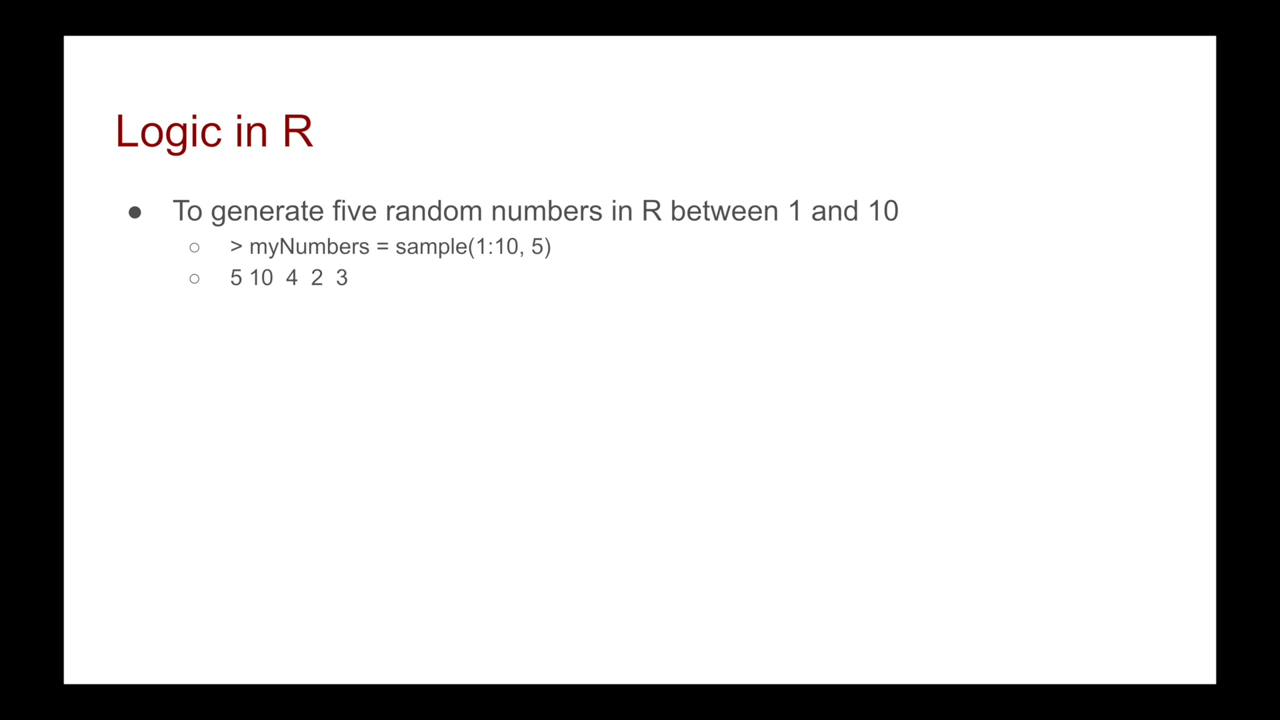 Logic in R
● To generate five random numbers in R between 1 and 10
○ > myNumbers = sample(1:10, 5)
○ 5 10 4 2 3